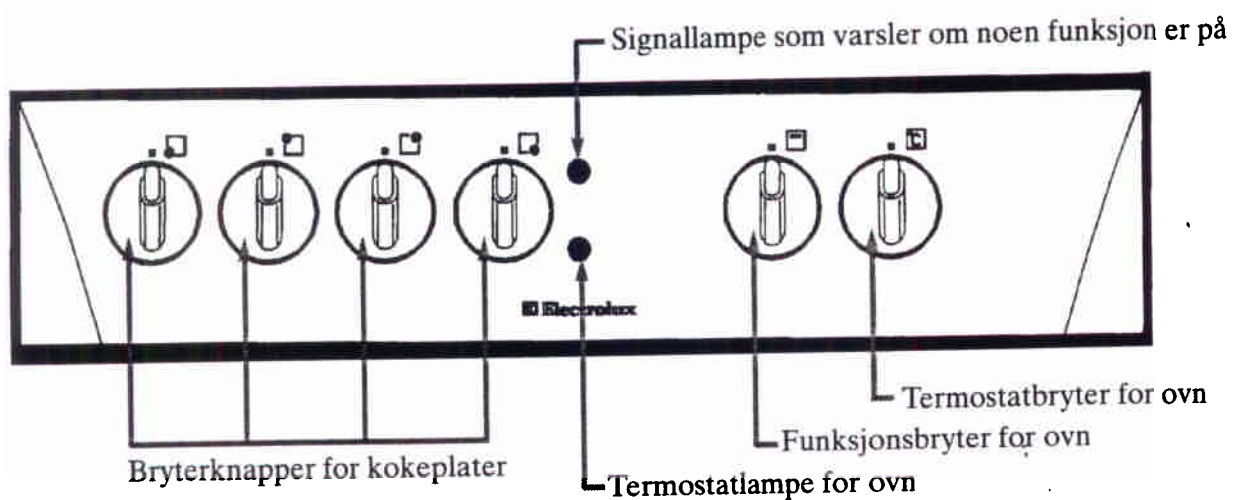 Signallampe som varsler om noen funksjon er på
Electrolux
Termostatbryter for ovn
Funksjonsbryter for ovn
Bryterknapper for kokeplater
Termostatlampe for ovn